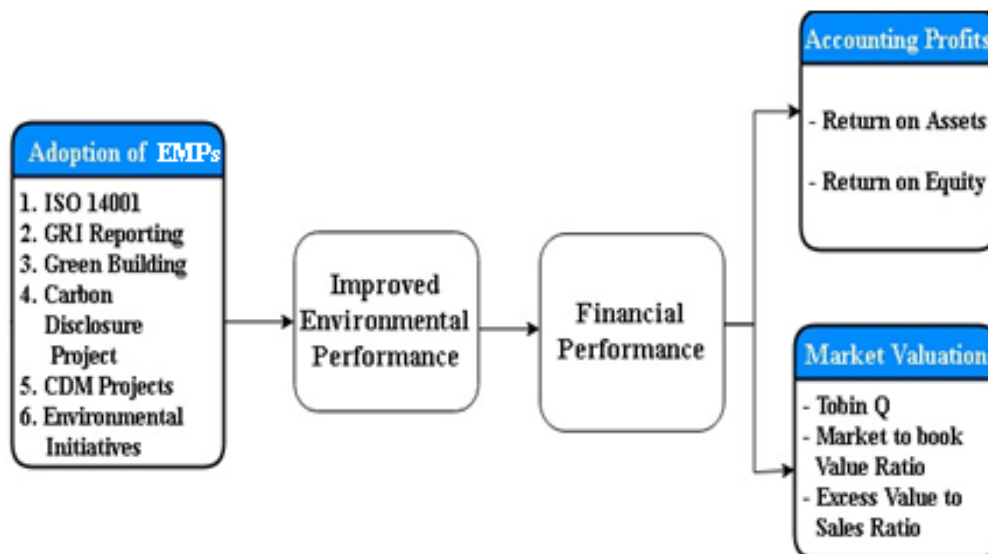 Adoption of EMPs
1. ISO 14001
2. GRI Reporting
3. Green Building
4. Carbon
Disclosure
Project
5. CDM Projects
6. Environmental
Initiatives
Improved
Environmental
Performance
Financial
Performance
Accounting Profits
- Return on Assets
- Return on Equity
Market Valuation
- Tobin Q
- Market to book
Value Ratio
- Excess Value to
Sales Ratio